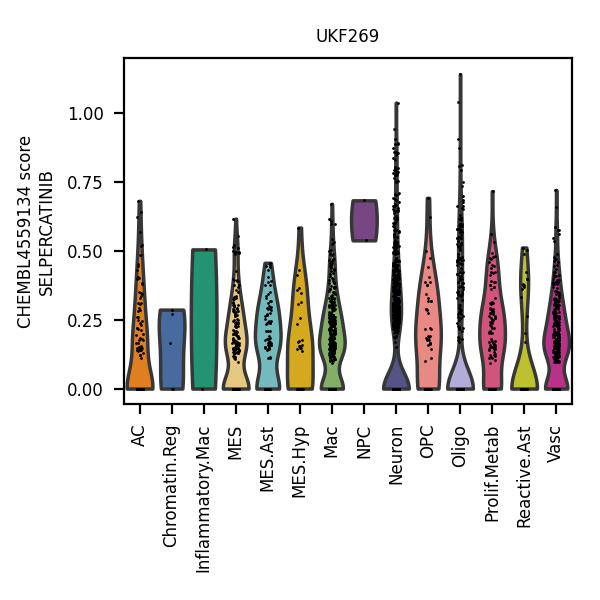 UKF269
CHEMBL4559134 score
SELPERCATINIB
1.00
0.75
0.50
0.25
0.00
AC
Chromatin.Reg
Inflammatory.Mac
MES
MES.Ast
MES.Hyp
Mac
NPC
Neuron
OPC
Oligo
Prolif.Metab
Reactive.Ast
Vasc